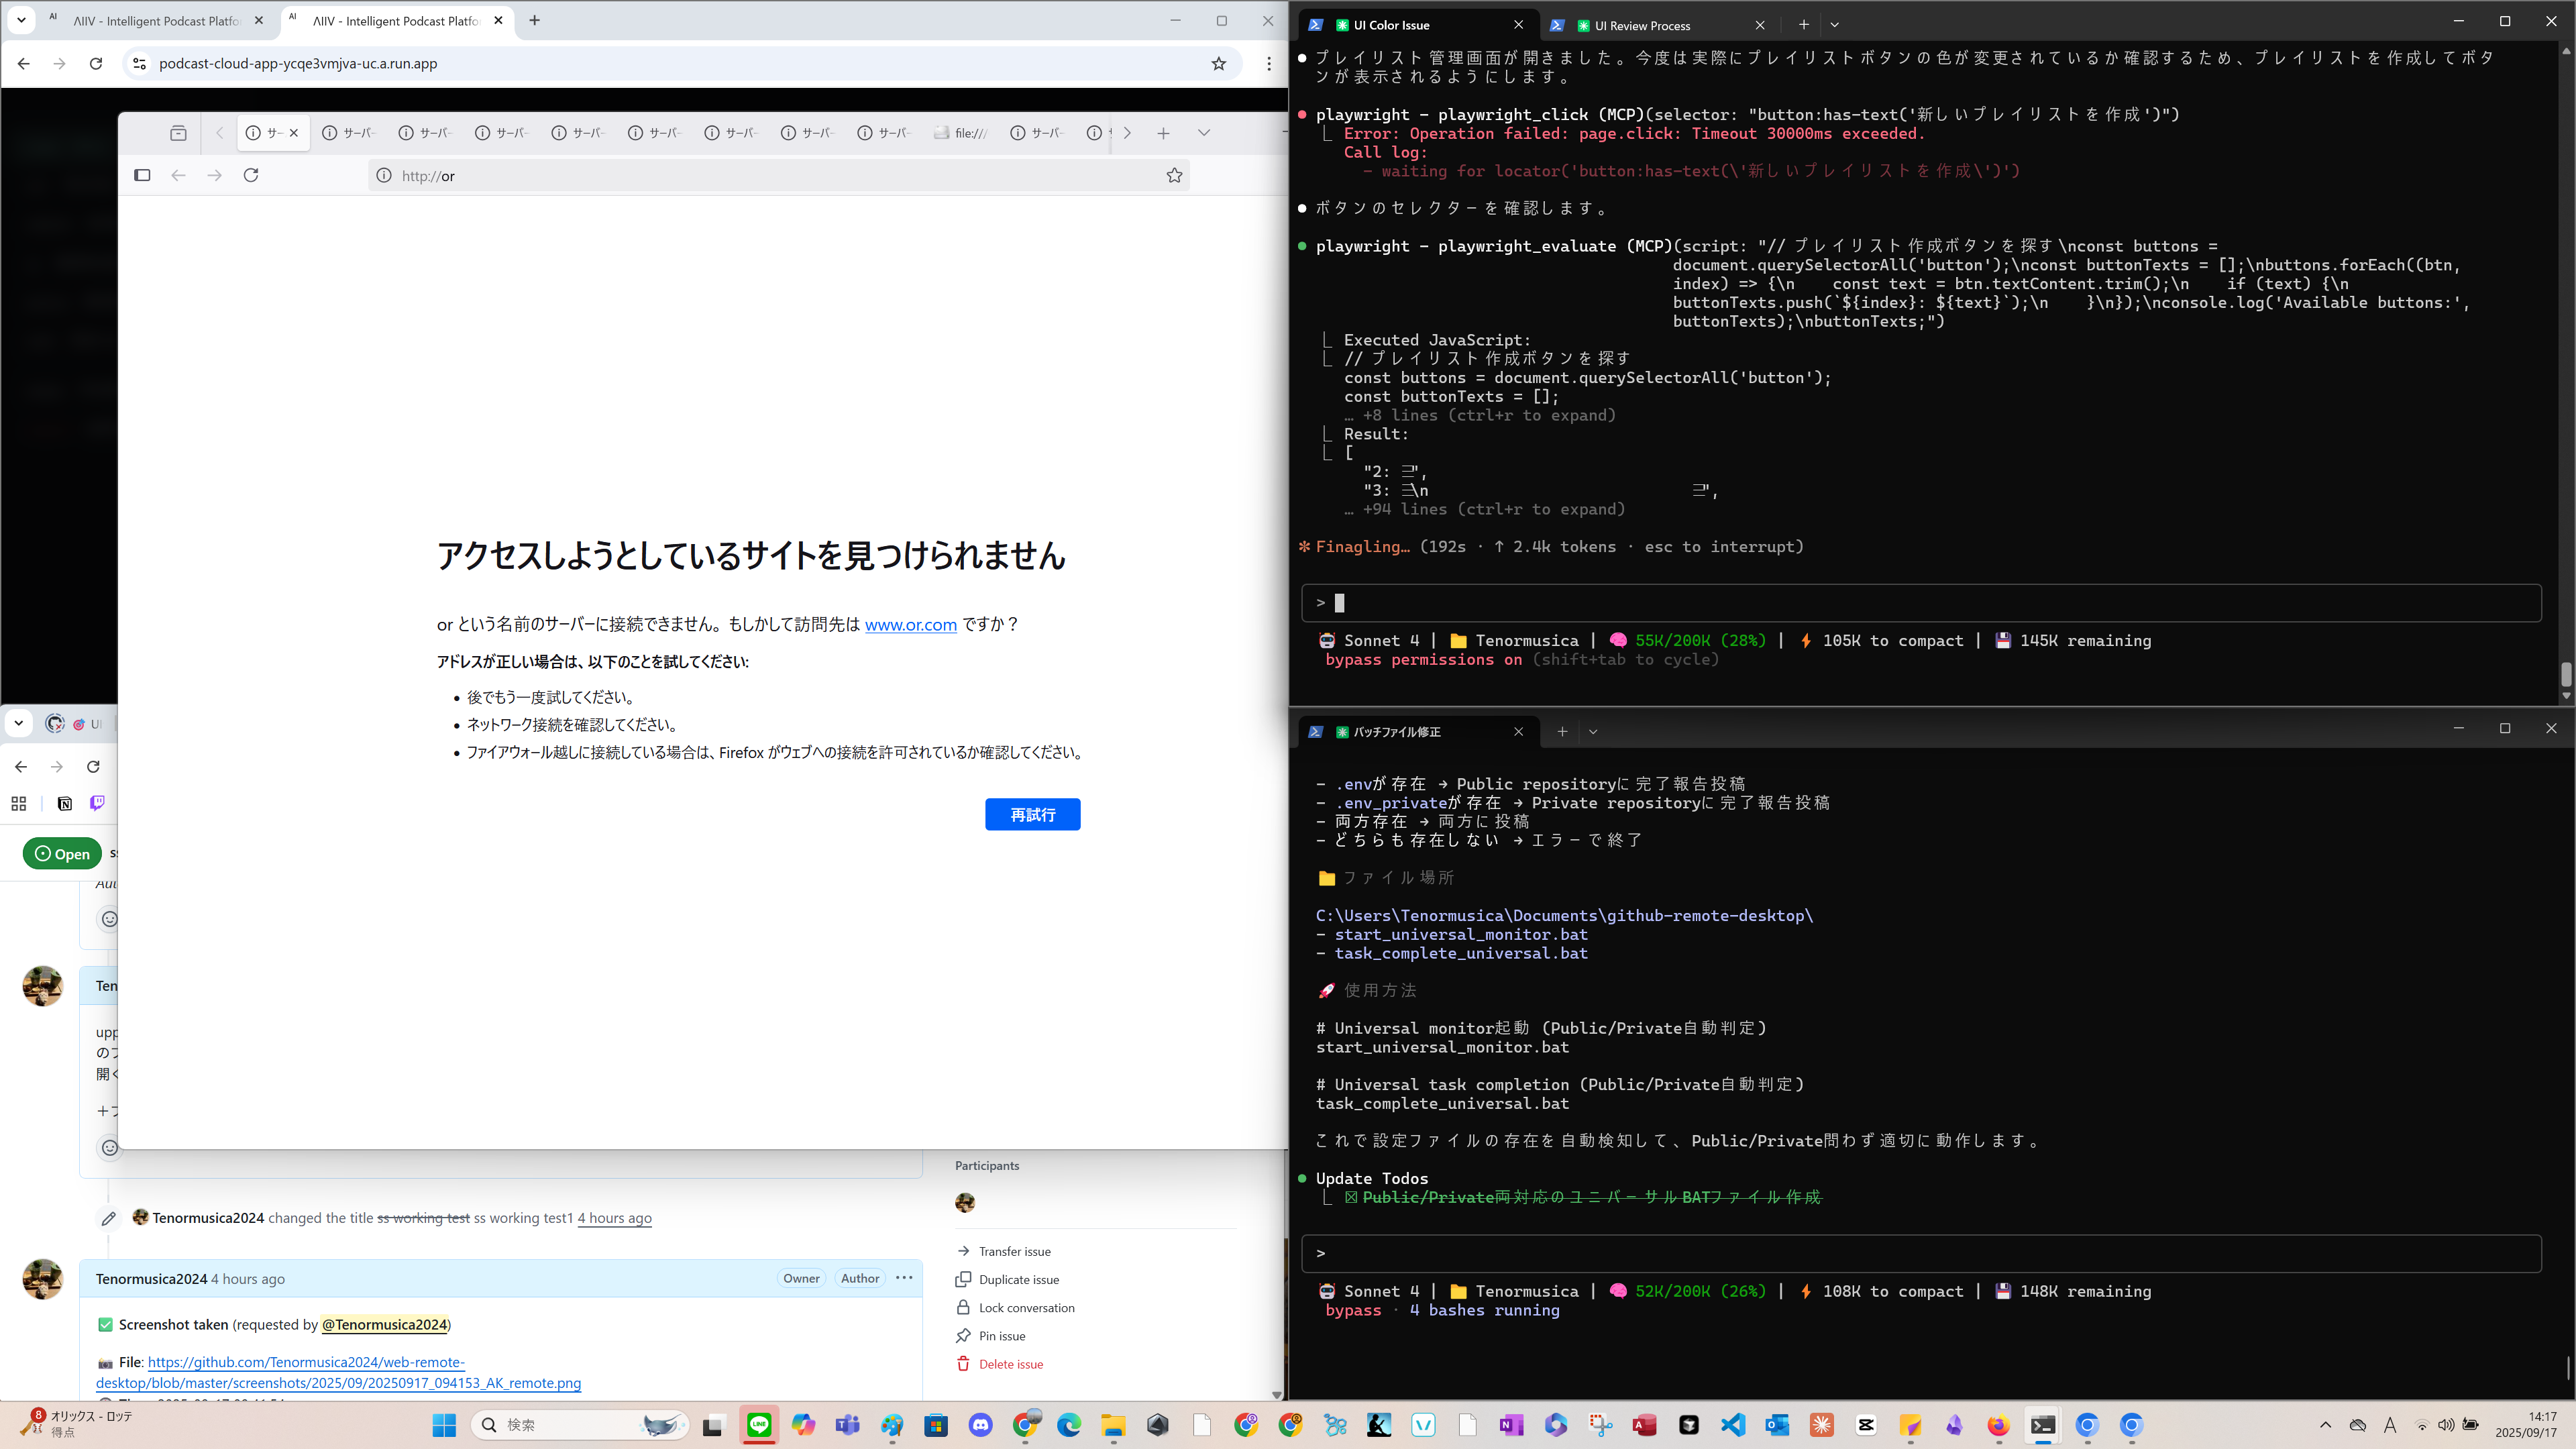 ΛIIV - Intelligent Podcast Platfo
ΛIIV - Intelligent Podcast Platfo
podcast-cloud-app-ycqe3vmjva-uc.a.run.app
サー
サーバー
サーバー
サーバー
サーバー
サーバー
サーバー
サーバー
サーバー
file:///
サーバー
http://or
アクセスしようとしているサイトを見つけられません
or という名前のサーバーに接続できません。もしかして訪問先は www.or.com ですか？
アドレスが正しい場合は、以下のことを試してください:
• 後でもう一度試してください。
• ネットワーク接続を確認してください。
• ファイアウォール越しに接続している場合は、Firefox がウェブへの接続を許可されているか確認してください。
再試行
UI
Open
Ten
upp
開く
Participants
Tenormusica2024 changed the title ss working test ss working test1 4 hours ago
Transfer issue
Duplicate issue
Lock conversation
Pin issue
Delete issue
Tenormusica2024 4 hours ago
Owner
Author
✅ Screenshot taken (requested by @Tenormusica2024)
📷 File: https://github.com/Tenormusica2024/web-remote-
desktop/blob/master/screenshots/2025/09/20250917_094153_AK_remote.png
UI Color Issue
UI Review Process
● プレイリスト管理画面が開きました。今度は実際にプレイリストボタンの色が変更されているか確認するため、プレイリストを作成してボタ
ンが表示されるようにします。
● playwright - playwright_click (MCP)(selector: "button:has-text('新しいプレイリストを作成')")
⎿ Error: Operation failed: page.click: Timeout 30000ms exceeded.
Call log:
- waiting for locator('button:has-text(\'新しいプレイリストを作成\')')
● ボタンのセレクターを確認します。
● playwright - playwright_evaluate (MCP)(script: "// プレイリスト作成ボタンを探す\nconst buttons =
document.querySelectorAll('button');\nconst buttonTexts = [];\nbuttons.forEach((btn,
index) => {\n    const text = btn.textContent.trim();\n    if (text) {\n
buttonTexts.push(`${index}: ${text}`);\n    }\n});\nconsole.log('Available buttons:',
buttonTexts);\nbuttonTexts;")
⎿ Executed JavaScript:
⎿ // プレイリスト作成ボタンを探す
const buttons = document.querySelectorAll('button');
const buttonTexts = [];
… +8 lines (ctrl+r to expand)
⎿ Result:
⎿ [
"2: ☰",
"3: ☰\n ☰",
… +94 lines (ctrl+r to expand)
✻ Finagling… (192s · ↑ 2.4k tokens · esc to interrupt)
>
🤖 Sonnet 4 | 📁 Tenormusica | 🧠 55K/200K (28%) | ⚡ 105K to compact | 💾 145K remaining
bypass permissions on (shift+tab to cycle)
バッチファイル修正
- .envが存在 → Public repositoryに完了報告投稿
- .env_privateが存在 → Private repositoryに完了報告投稿
- 両方存在 → 両方に投稿
- どちらも存在しない → エラーで終了
📁 ファイル場所
C:\Users\Tenormusica\Documents\github-remote-desktop\
- start_universal_monitor.bat
- task_complete_universal.bat
🚀 使用方法
# Universal monitor起動 (Public/Private自動判定)
start_universal_monitor.bat
# Universal task completion (Public/Private自動判定)
task_complete_universal.bat
これで設定ファイルの存在を自動検知して、Public/Private問わず適切に動作します。
● Update Todos
⎿ ☒ Public/Private両対応のユニバーサルBATファイル作成
>
🤖 Sonnet 4 | 📁 Tenormusica | 🧠 52K/200K (26%) | ⚡ 108K to compact | 💾 148K remaining
bypass · 4 bashes running
8
オリックス - ロッテ
得点
検索
A
14:17
2025/09/17